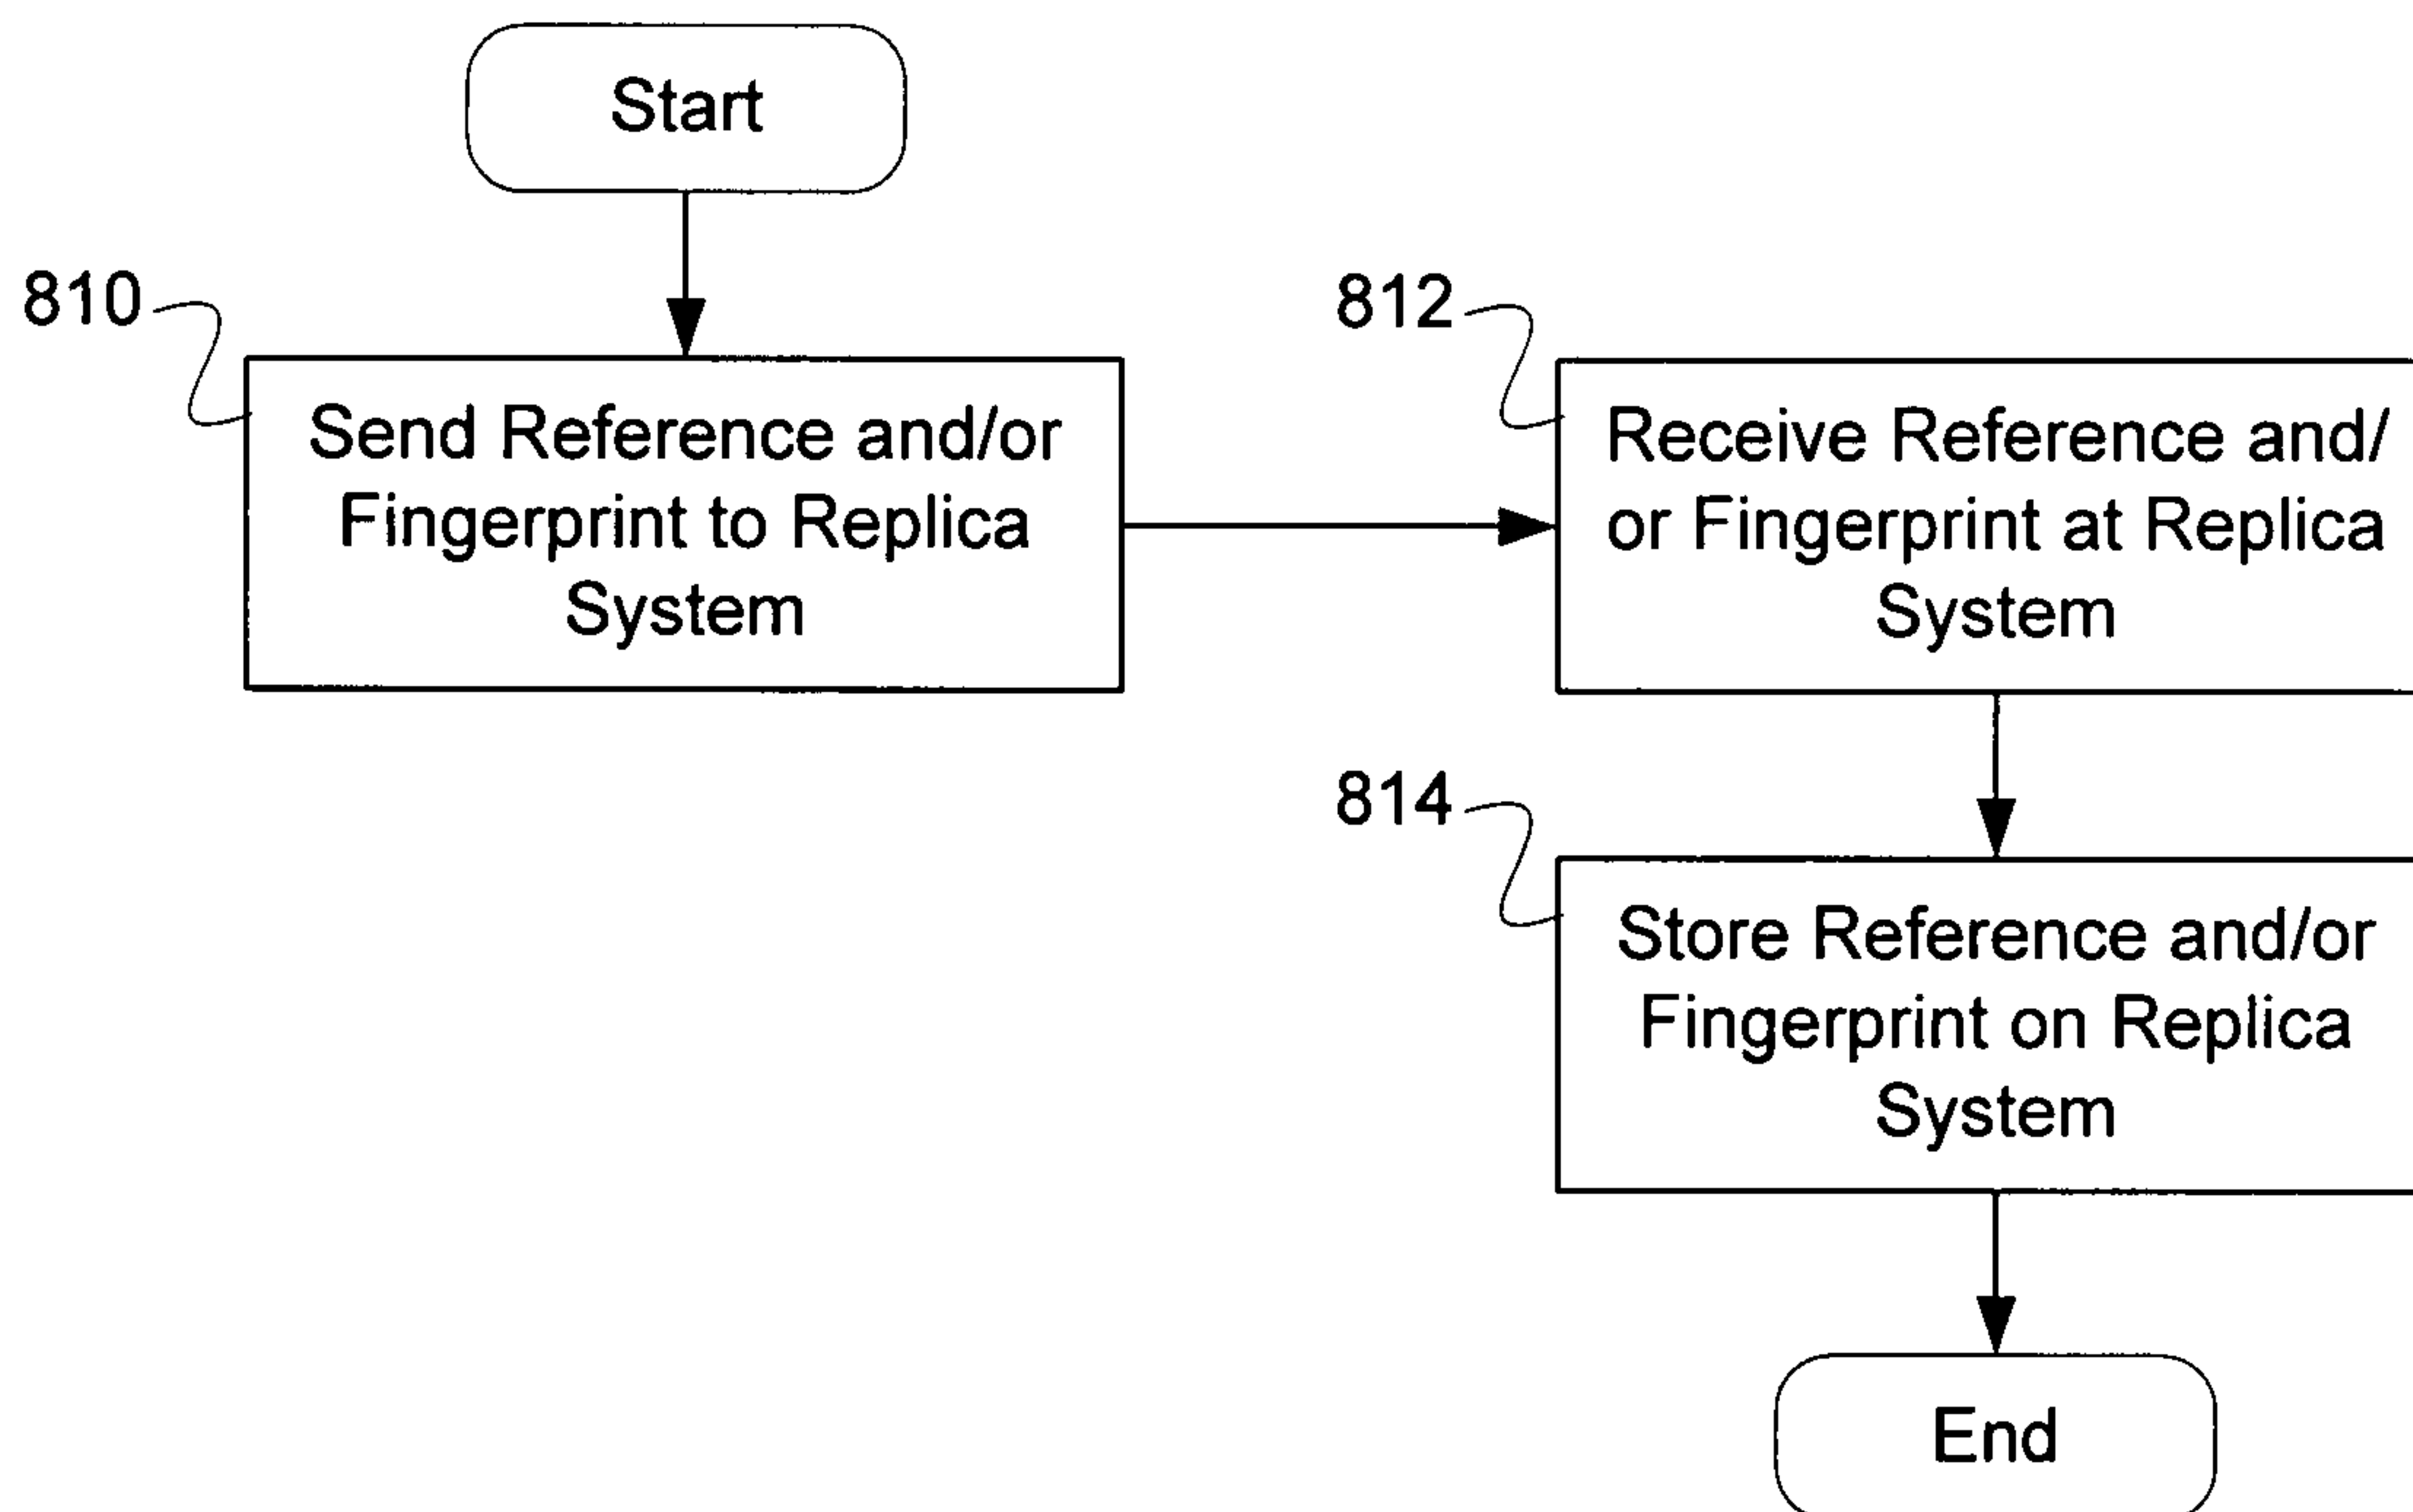 Start
810
Send Reference and/or
Fingerprint to Replica
System
812
Receive Reference and/
or Fingerprint at Replica
System
814
Store Reference and/or
Fingerprint on Replica
System
End